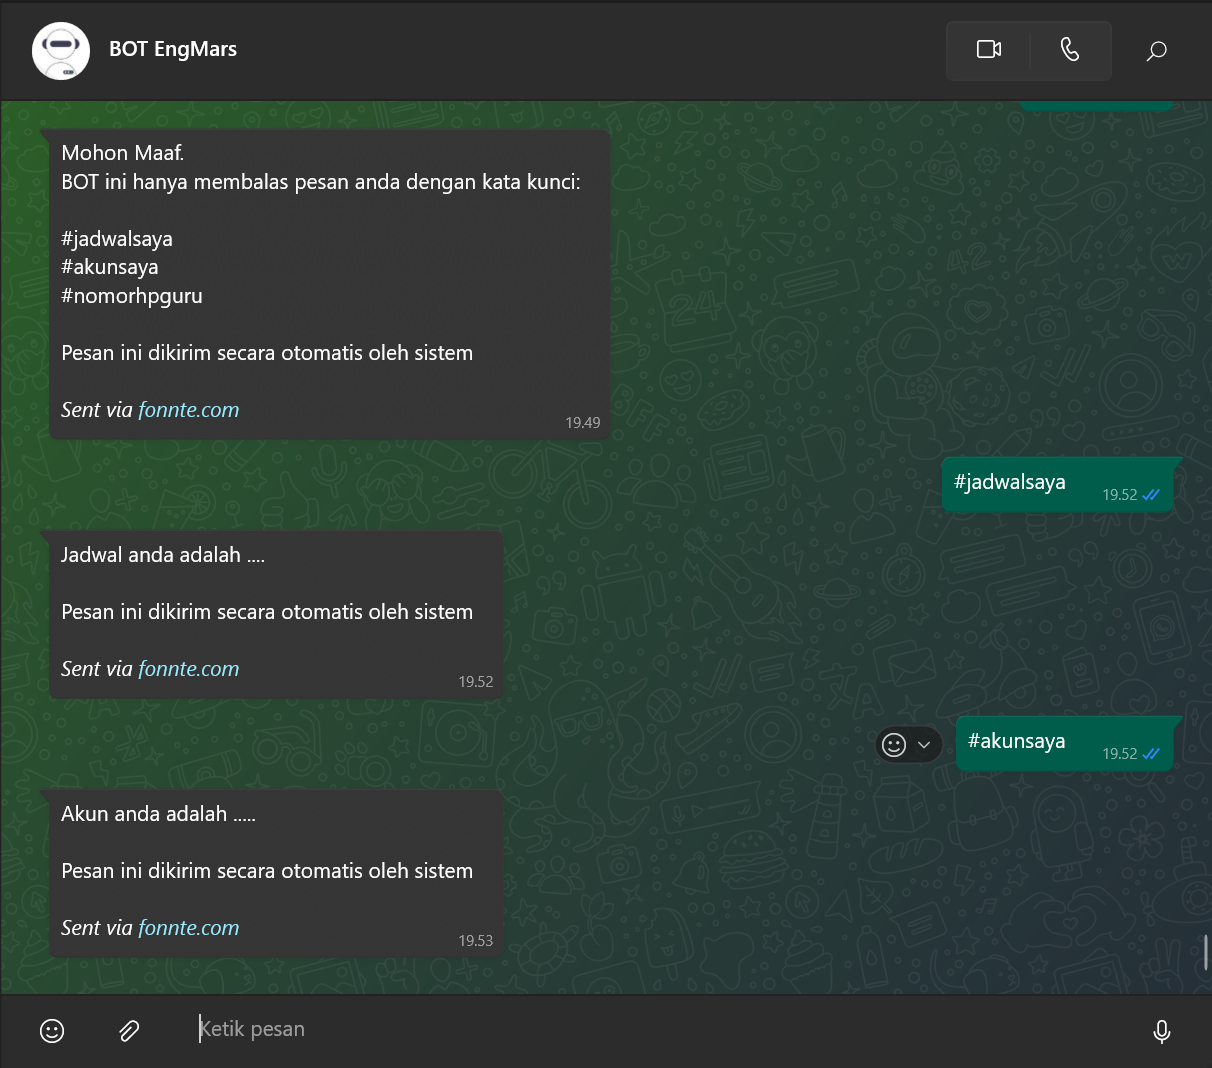 BOT EngMars
Mohon Maaf.
BOT ini hanya membalas pesan anda dengan kata kunci:
#jadwalsaya
#akunsaya
#nomorhpguru
Pesan ini dikirim secara otomatis oleh sistem
Sent via fonnte.com
19.49
#jadwalsaya
19.52
Jadwal anda adalah ....
Pesan ini dikirim secara otomatis oleh sistem
Sent via fonnte.com
19.52
#akunsaya
19.52
Akun anda adalah .....
Pesan ini dikirim secara otomatis oleh sistem
Sent via fonnte.com
19.53
Ketik pesan